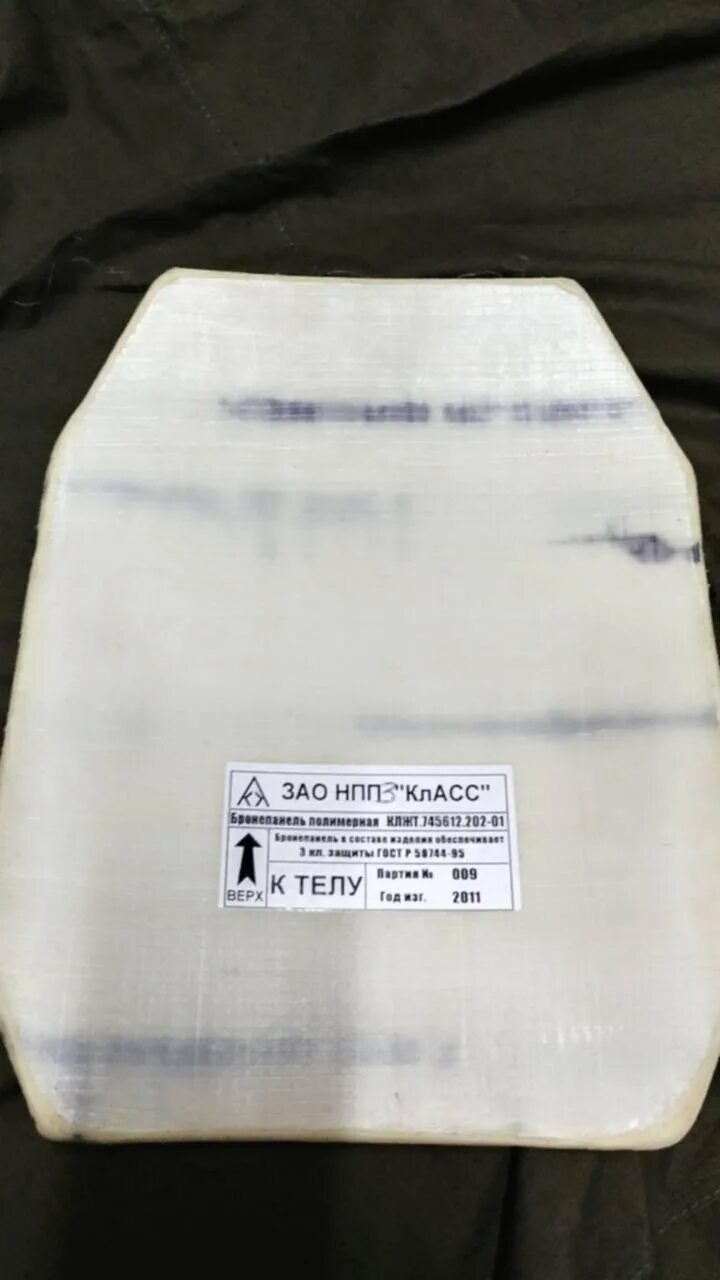 ЗАО НПП "КлАСС"
Бронепанель полимерная КЛЖТ.745612.202-01
Бронепанель в составе изделия обеспечивает
3 кл. защиты ГОСТ Р 50744-95
ВЕРХ
К ТЕЛУ
Партия № 009
Год изг. 2011